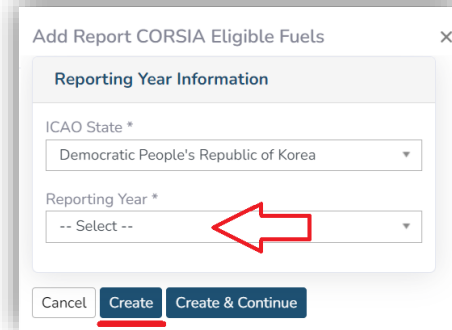 Add Report CORSIA Eligible Fuels
Reporting Year Information
ICAO State *
Democratic People's Republic of Korea
Reporting Year *
-- Select --
Cancel Create Create & Continue